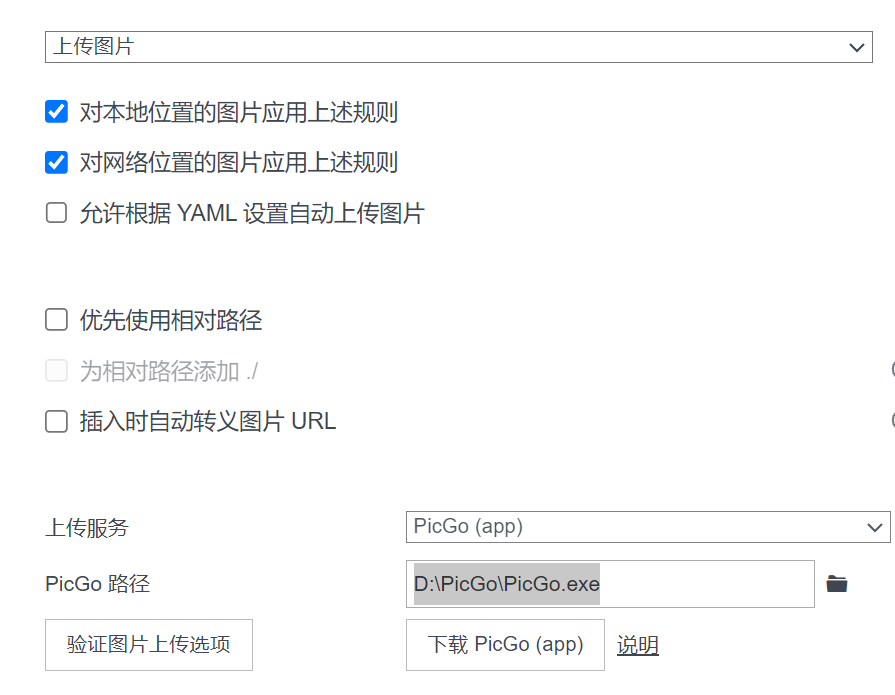 上传图片
对本地位置的图片应用上述规则
对网络位置的图片应用上述规则
允许根据 YAML 设置自动上传图片
优先使用相对路径
为相对路径添加 ./
插入时自动转义图片 URL
上传服务 PicGo (app)
PicGo 路径 D:\PicGo\PicGo.exe
验证图片上传选项 下载 PicGo (app) 说明